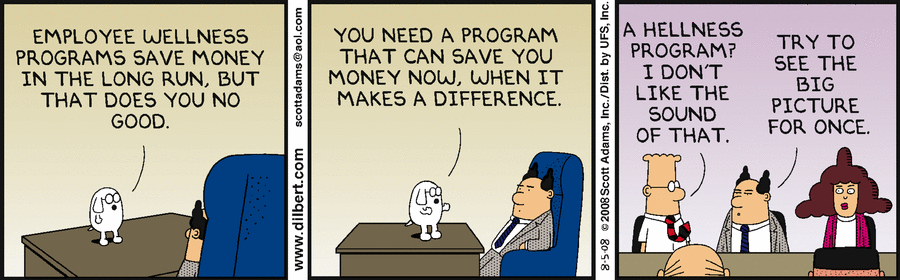 EMPLOYEE WELLNESS
PROGRAMS SAVE MONEY
IN THE LONG RUN, BUT
THAT DOES YOU NO
GOOD.
www.dilbert.com
scottadams@aol.com
YOU NEED A PROGRAM
THAT CAN SAVE YOU
MONEY NOW, WHEN IT
MAKES A DIFFERENCE.
8-5-08 ©2008 Scott Adams, Inc./Dist. by UFS, Inc.
A HELLNESS
PROGRAM?
I DON'T
LIKE THE
SOUND
OF THAT.
TRY TO
SEE THE
BIG
PICTURE
FOR ONCE.